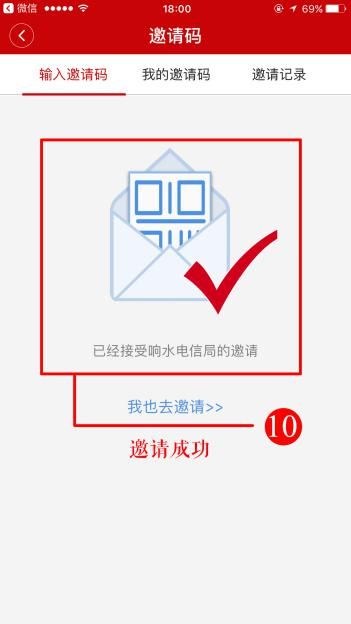 微信 18:00 69%
邀请码
输入邀请码 我的邀请码 邀请记录
已经接受响水电信局的邀请
我也去邀请>>
10
邀请成功